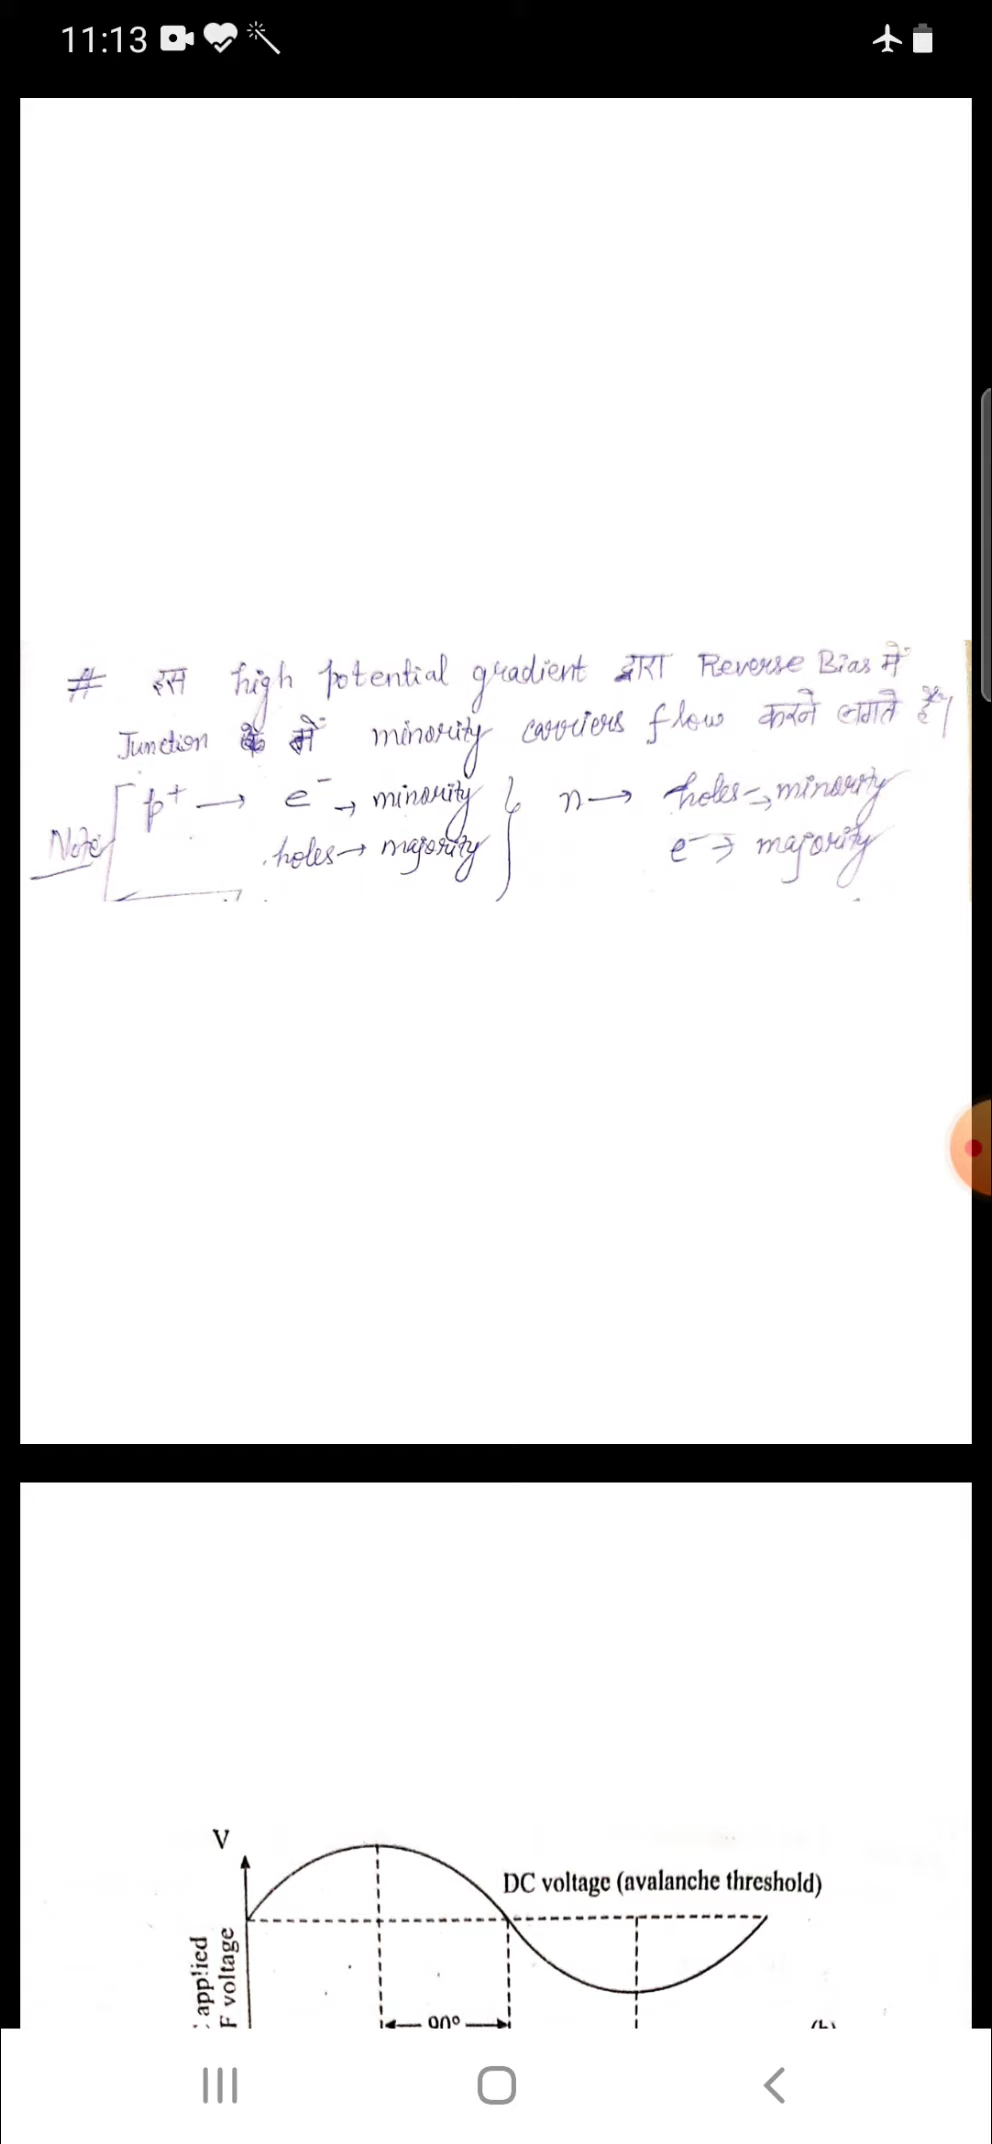 11:13
# इस high potential gradient द्वारा Reverse Bias में
Junction में minority carriers flow करने लगते हैं।
Note [ p+ → e- → minority } n → holes → minority
holes → majority e- → majority
V
DC voltage (avalanche threshold)
applied
F voltage
90°